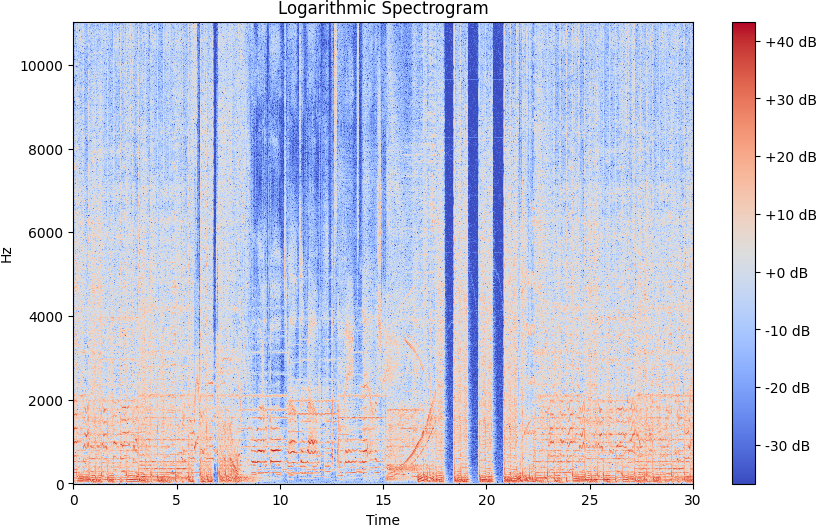 Logarithmic Spectrogram
Hz
10000
8000
6000
4000
2000
0
0 5 10 15 20 25 30
Time
+40 dB
+30 dB
+20 dB
+10 dB
+0 dB
-10 dB
-20 dB
-30 dB